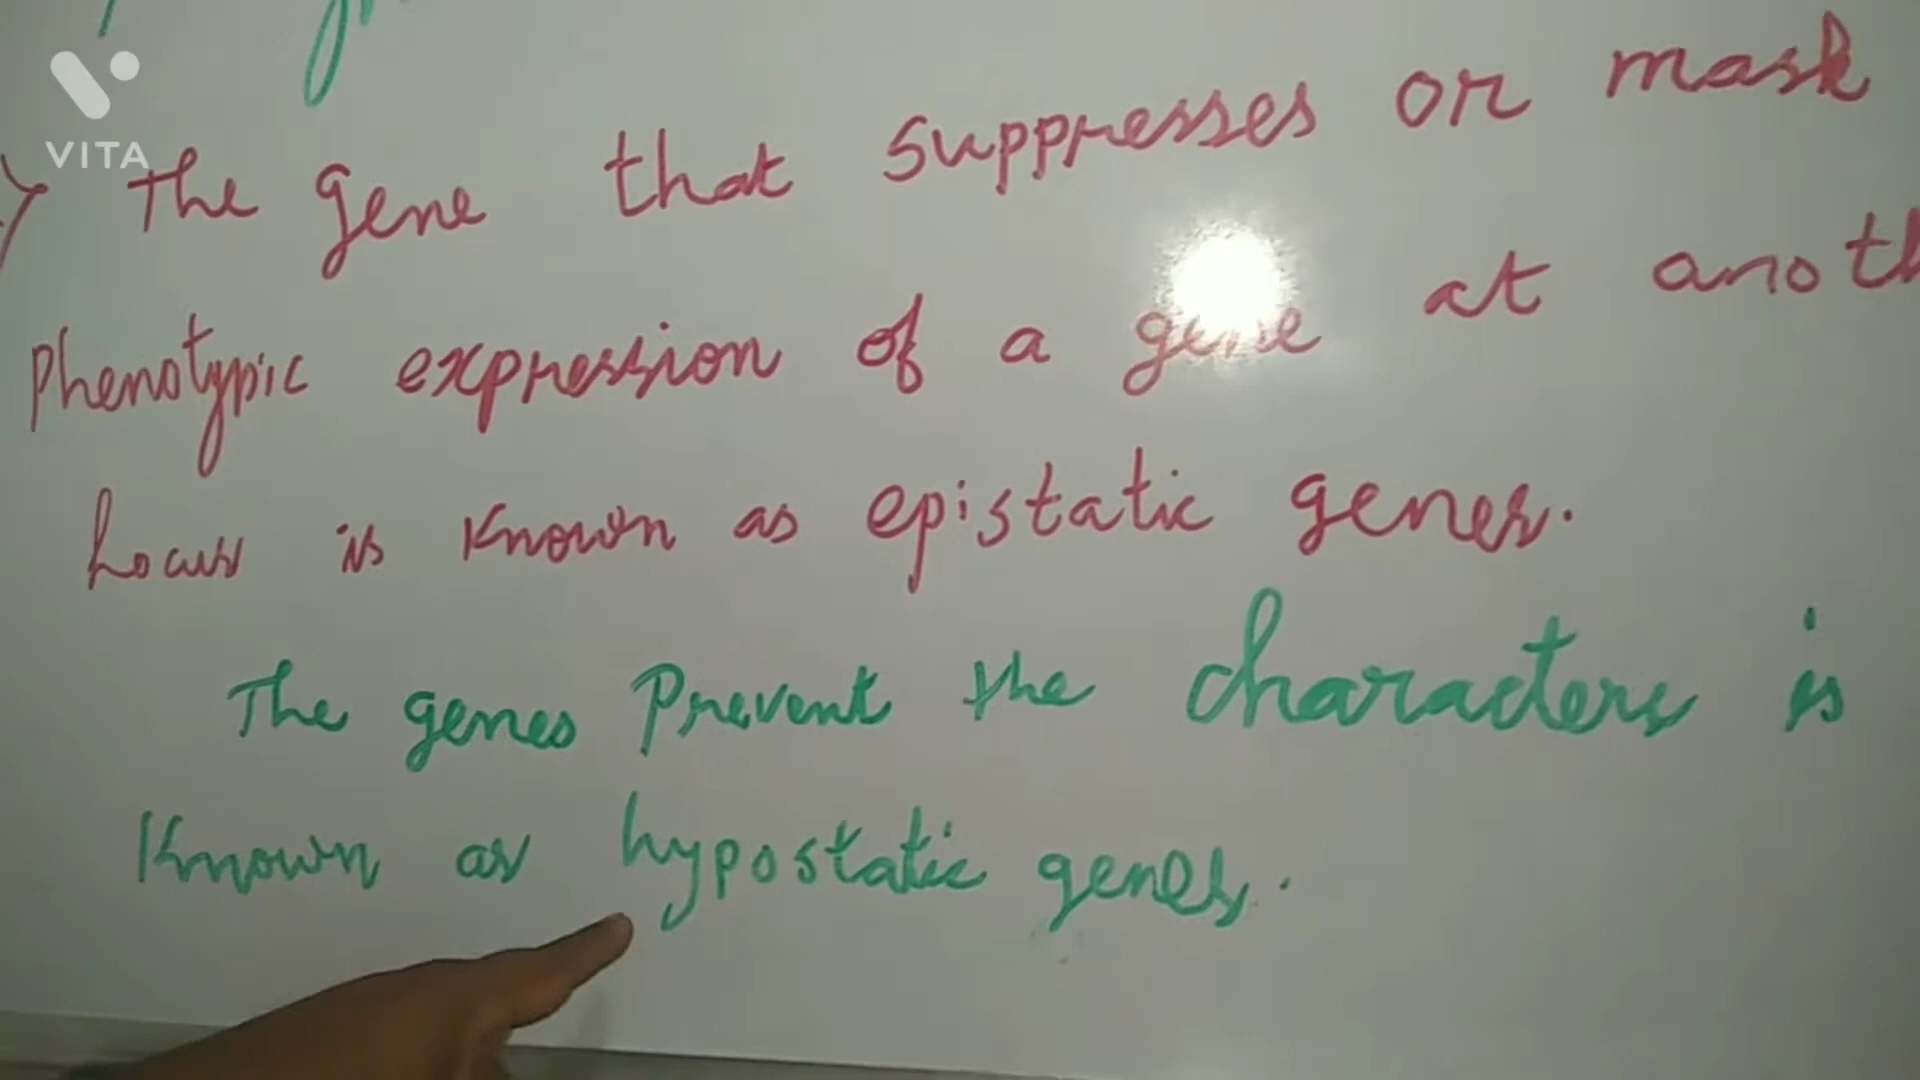 VITA
The gene that suppresses or mask
phenotypic expression of a gene at anoth
Locus is known as epistatic genes.
The genes Prevent the characters is
Known as hypostatic genes.